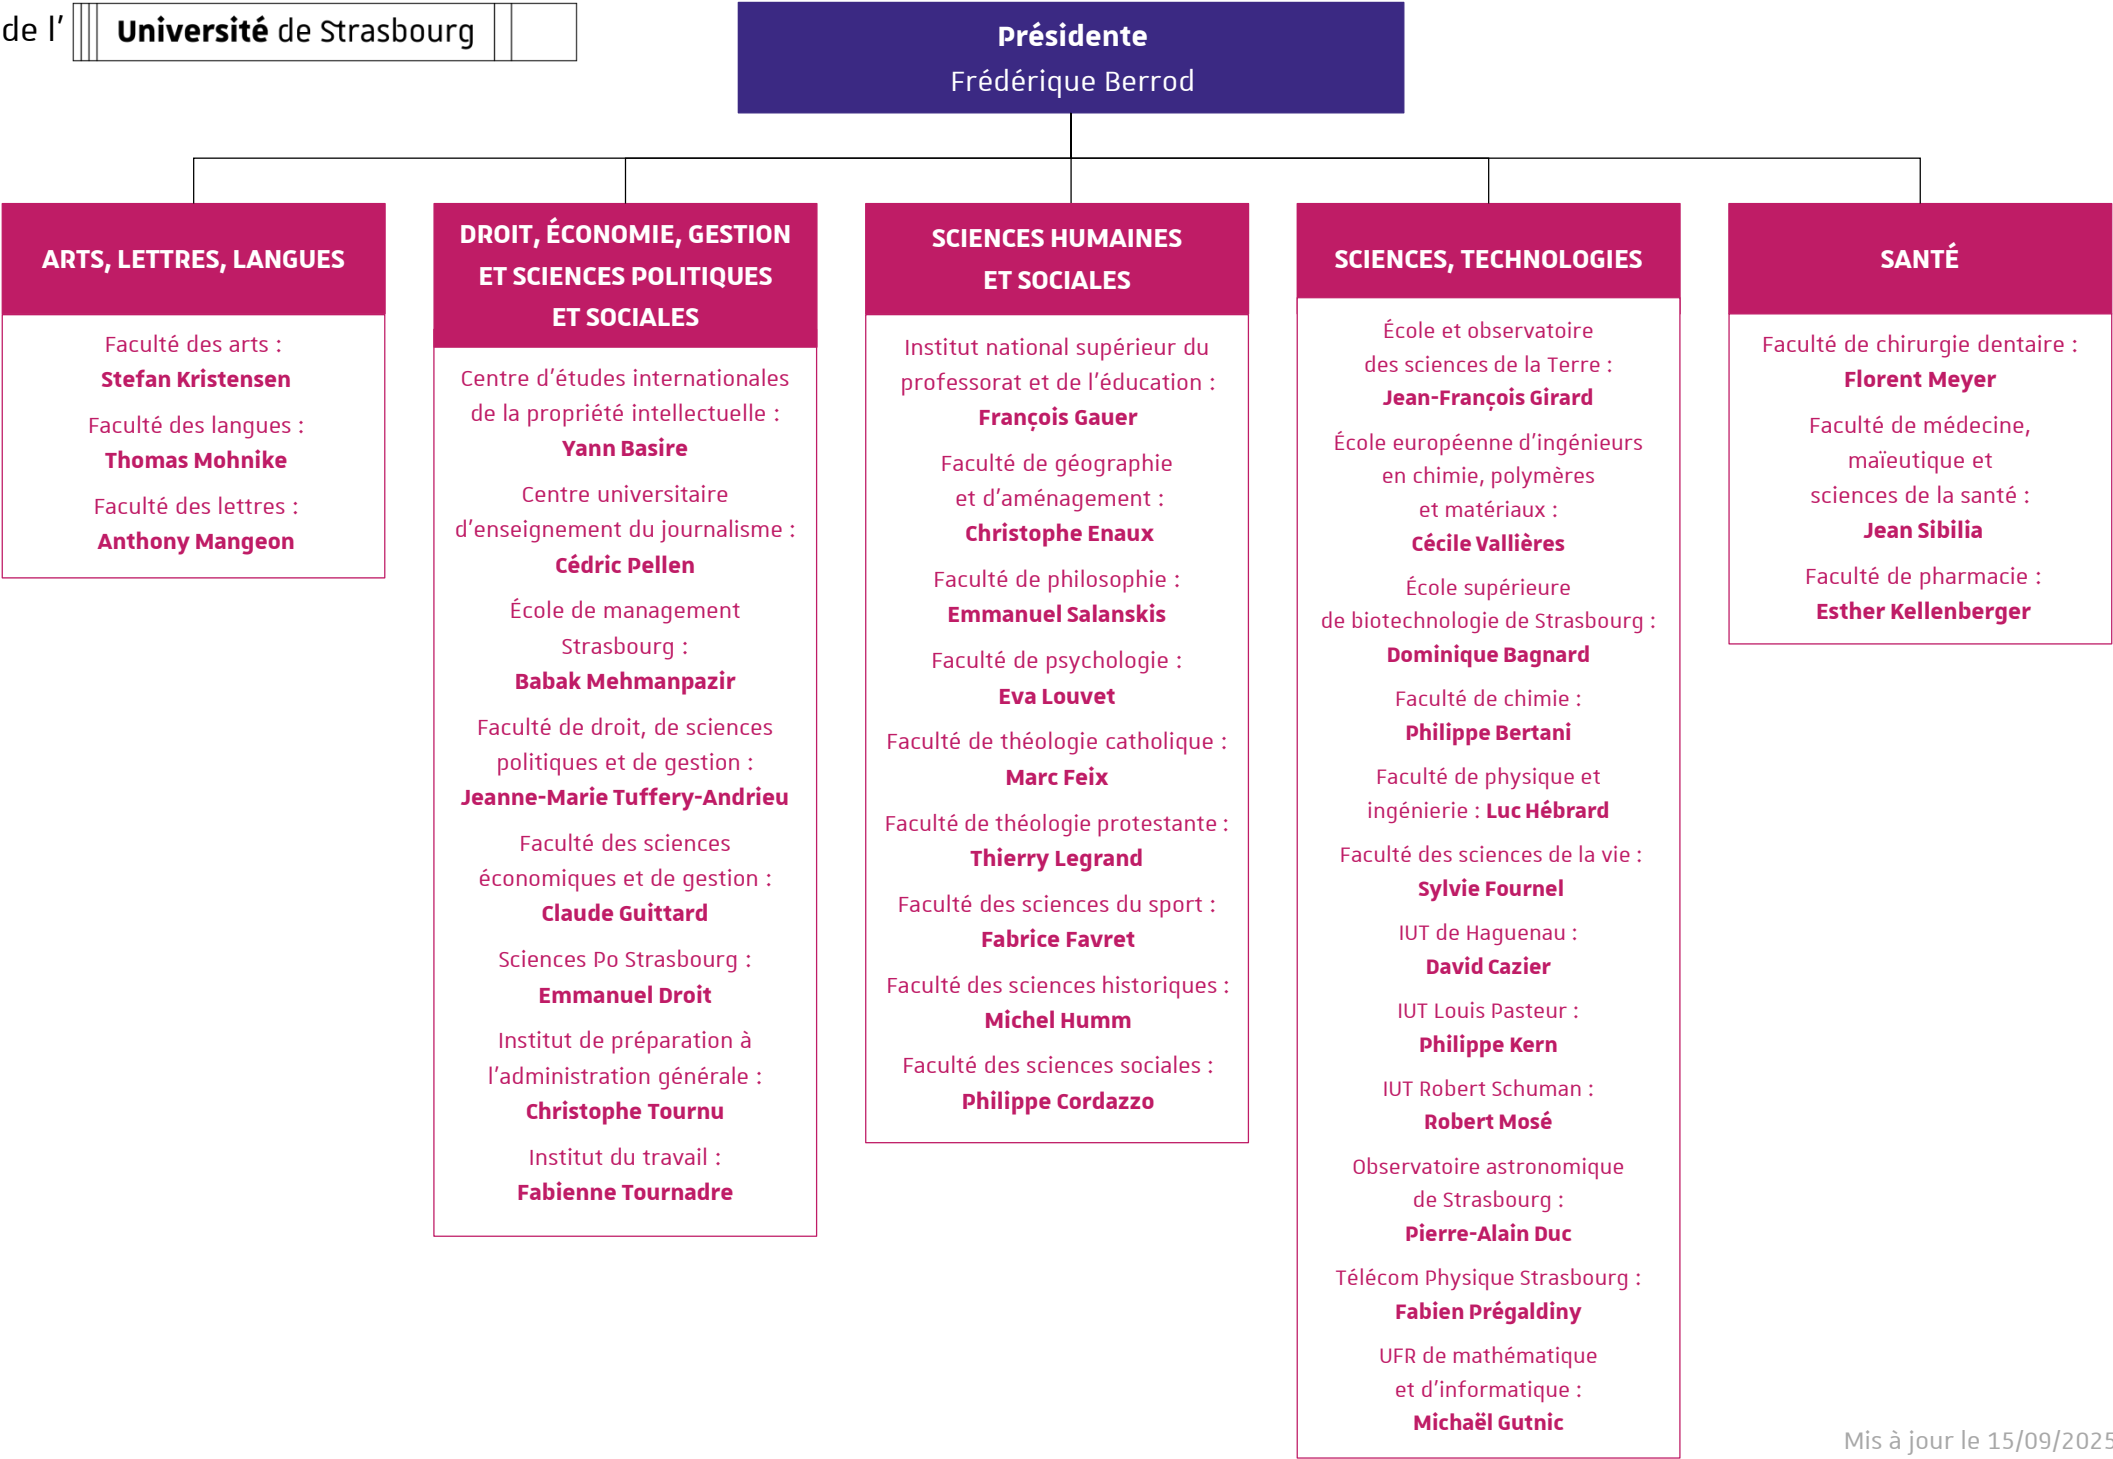 de l' Université de Strasbourg
Présidente
Frédérique Berrod
ARTS, LETTRES, LANGUES
Faculté des arts :
Stefan Kristensen
Faculté des langues :
Thomas Mohnike
Faculté des lettres :
Anthony Mangeon
DROIT, ÉCONOMIE, GESTION
ET SCIENCES POLITIQUES
ET SOCIALES
Centre d'études internationales
de la propriété intellectuelle :
Yann Basire
Centre universitaire
d'enseignement du journalisme :
Cédric Pellen
École de management
Strasbourg :
Babak Mehmanpazir
Faculté de droit, de sciences
politiques et de gestion :
Jeanne-Marie Tuffery-Andrieu
Faculté des sciences
économiques et de gestion :
Claude Guittard
Sciences Po Strasbourg :
Emmanuel Droit
Institut de préparation à
l'administration générale :
Christophe Tournu
Institut du travail :
Fabienne Tournadre
SCIENCES HUMAINES
ET SOCIALES
Institut national supérieur du
professorat et de l'éducation :
François Gauer
Faculté de géographie
et d'aménagement :
Christophe Enaux
Faculté de philosophie :
Emmanuel Salanskis
Faculté de psychologie :
Eva Louvet
Faculté de théologie catholique :
Marc Feix
Faculté de théologie protestante :
Thierry Legrand
Faculté des sciences du sport :
Fabrice Favret
Faculté des sciences historiques :
Michel Humm
Faculté des sciences sociales :
Philippe Cordazzo
SCIENCES, TECHNOLOGIES
École et observatoire
des sciences de la Terre :
Jean-François Girard
École européenne d'ingénieurs
en chimie, polymères
et matériaux :
Cécile Vallières
École supérieure
de biotechnologie de Strasbourg :
Dominique Bagnard
Faculté de chimie :
Philippe Bertani
Faculté de physique et
ingénierie : Luc Hébrard
Faculté des sciences de la vie :
Sylvie Fournel
IUT de Haguenau :
David Cazier
IUT Louis Pasteur :
Philippe Kern
IUT Robert Schuman :
Robert Mosé
Observatoire astronomique
de Strasbourg :
Pierre-Alain Duc
Télécom Physique Strasbourg :
Fabien Prégaldiny
UFR de mathématique
et d'informatique :
Michaël Gutnic
SANTÉ
Faculté de chirurgie dentaire :
Florent Meyer
Faculté de médecine,
maïeutique et
sciences de la santé :
Jean Sibilia
Faculté de pharmacie :
Esther Kellenberger
Mis à jour le 15/09/2025